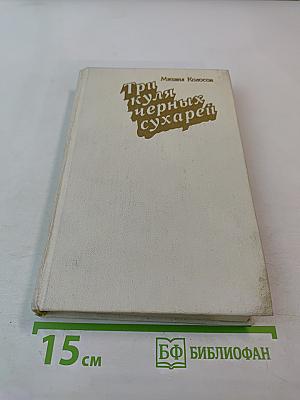 Михаил Колосов
Три
куля
черных
сухарей
15 см
БФ БИБЛИОФАН